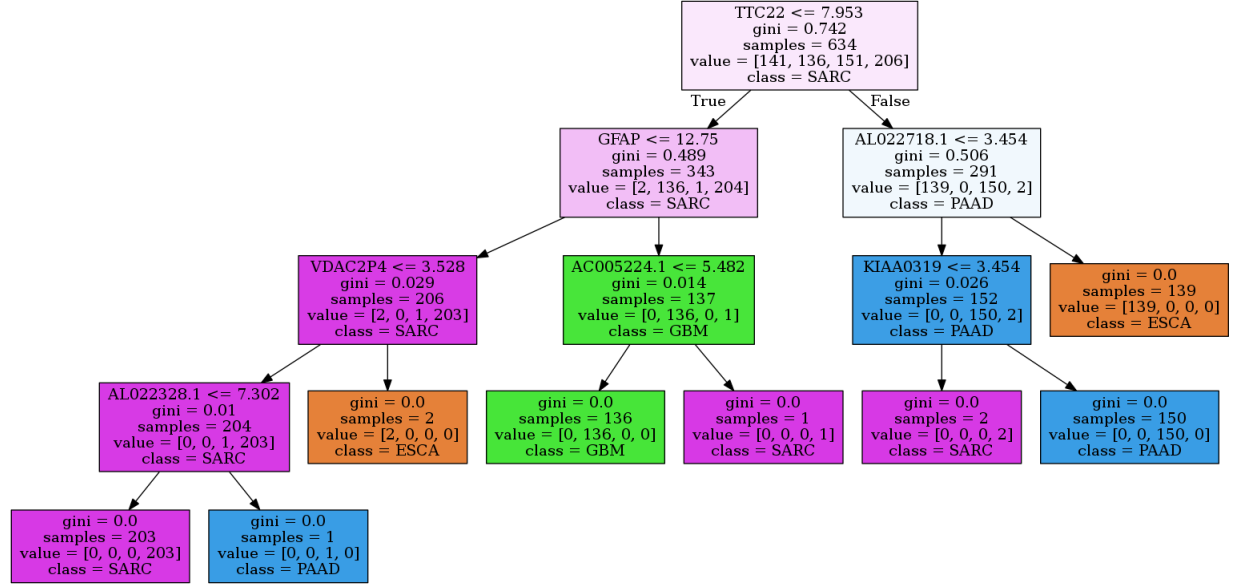 TTC22 <= 7.953
gini = 0.742
samples = 634
value = [141, 136, 151, 206]
class = SARC
True
False
GFAP <= 12.75
gini = 0.489
samples = 343
value = [2, 136, 1, 204]
class = SARC
AL022718.1 <= 3.454
gini = 0.506
samples = 291
value = [139, 0, 150, 2]
class = PAAD
VDAC2P4 <= 3.528
gini = 0.029
samples = 206
value = [2, 0, 1, 203]
class = SARC
AC005224.1 <= 5.482
gini = 0.014
samples = 137
value = [0, 136, 0, 1]
class = GBM
KIAA0319 <= 3.454
gini = 0.026
samples = 152
value = [0, 0, 150, 2]
class = PAAD
gini = 0.0
samples = 139
value = [139, 0, 0, 0]
class = ESCA
AL022328.1 <= 7.302
gini = 0.01
samples = 204
value = [0, 0, 1, 203]
class = SARC
gini = 0.0
samples = 2
value = [2, 0, 0, 0]
class = ESCA
gini = 0.0
samples = 136
value = [0, 136, 0, 0]
class = GBM
gini = 0.0
samples = 1
value = [0, 0, 0, 1]
class = SARC
gini = 0.0
samples = 2
value = [0, 0, 0, 2]
class = SARC
gini = 0.0
samples = 150
value = [0, 0, 150, 0]
class = PAAD
gini = 0.0
samples = 203
value = [0, 0, 0, 203]
class = SARC
gini = 0.0
samples = 1
value = [0, 0, 1, 0]
class = PAAD